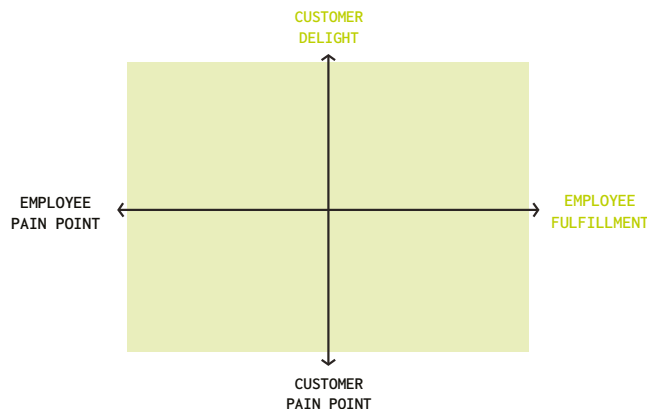 CUSTOMER
DELIGHT
EMPLOYEE
PAIN POINT
EMPLOYEE
FULFILLMENT
CUSTOMER
PAIN POINT